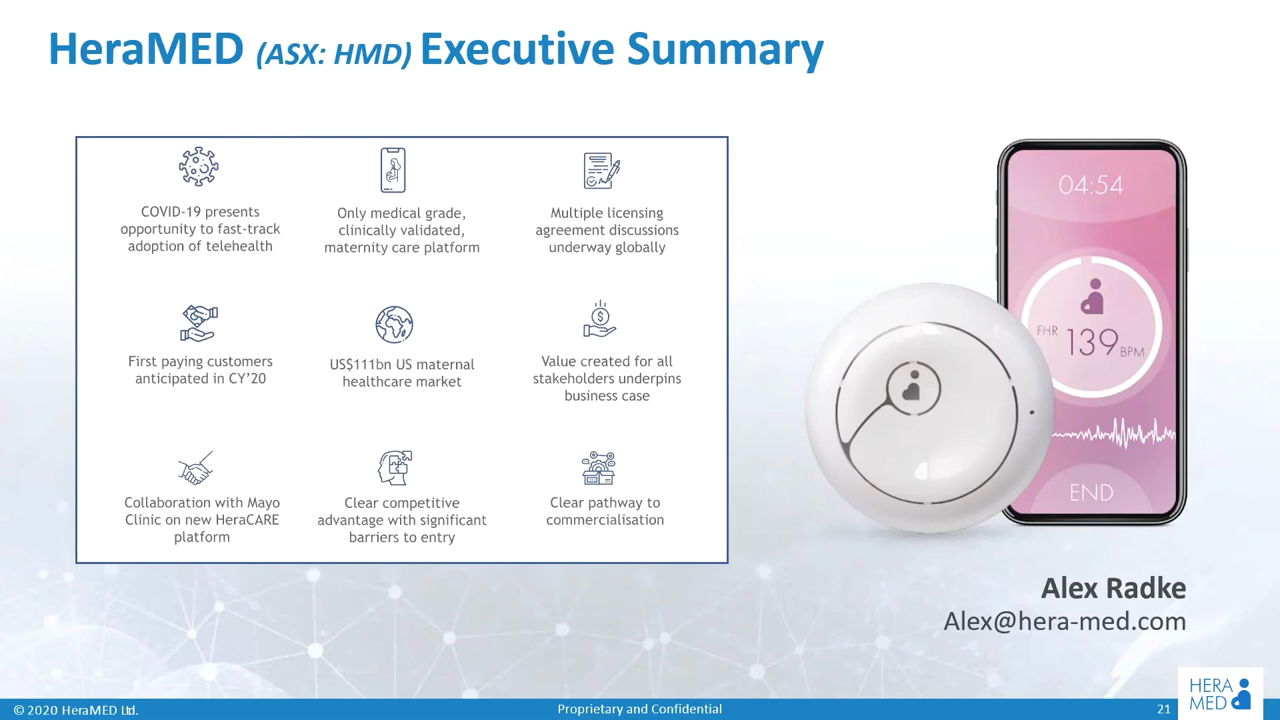 HeraMED (ASX: HMD) Executive Summary
COVID-19 presents
opportunity to fast-track
adoption of telehealth
Only medical grade,
clinically validated,
maternity care platform
Multiple licensing
agreement discussions
underway globally
First paying customers
anticipated in CY'20
US$111bn US maternal
healthcare market
Value created for all
stakeholders underpins
business case
Collaboration with Mayo
Clinic on new HeraCARE
platform
Clear competitive
advantage with significant
barriers to entry
Clear pathway to
commercialisation
04:54
FHR 139 BPM
END
Alex Radke
Alex@hera-med.com
© 2020 HeraMED Ltd.
Proprietary and Confidential
21
HERA
MED